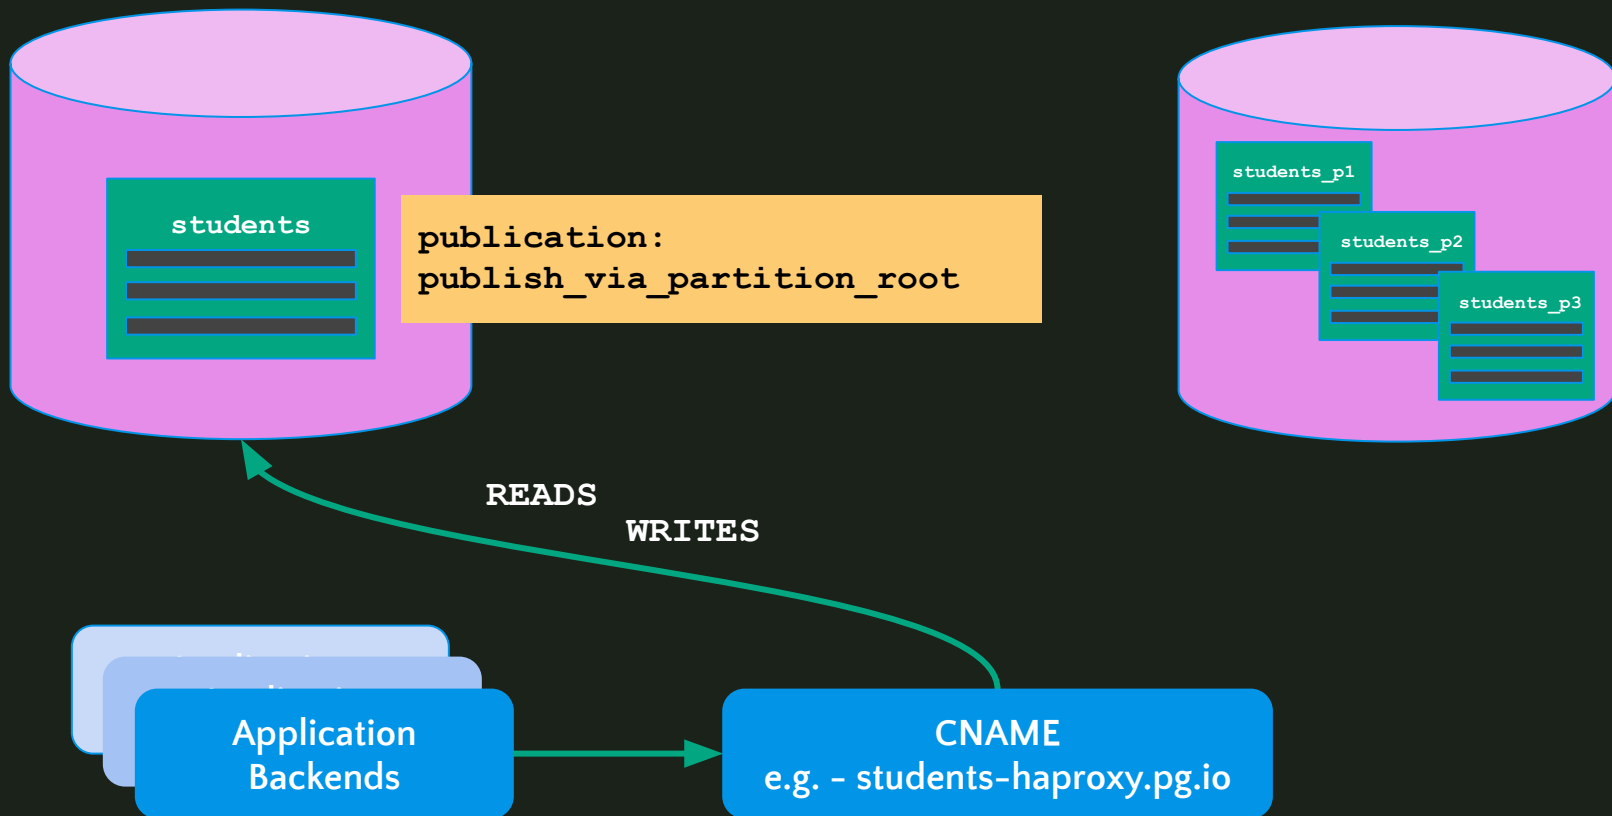 students
publication:
publish_via_partition_root
students_p1
students_p2
students_p3
READS
WRITES
Application
Backends
CNAME
e.g. - students-haproxy.pg.io